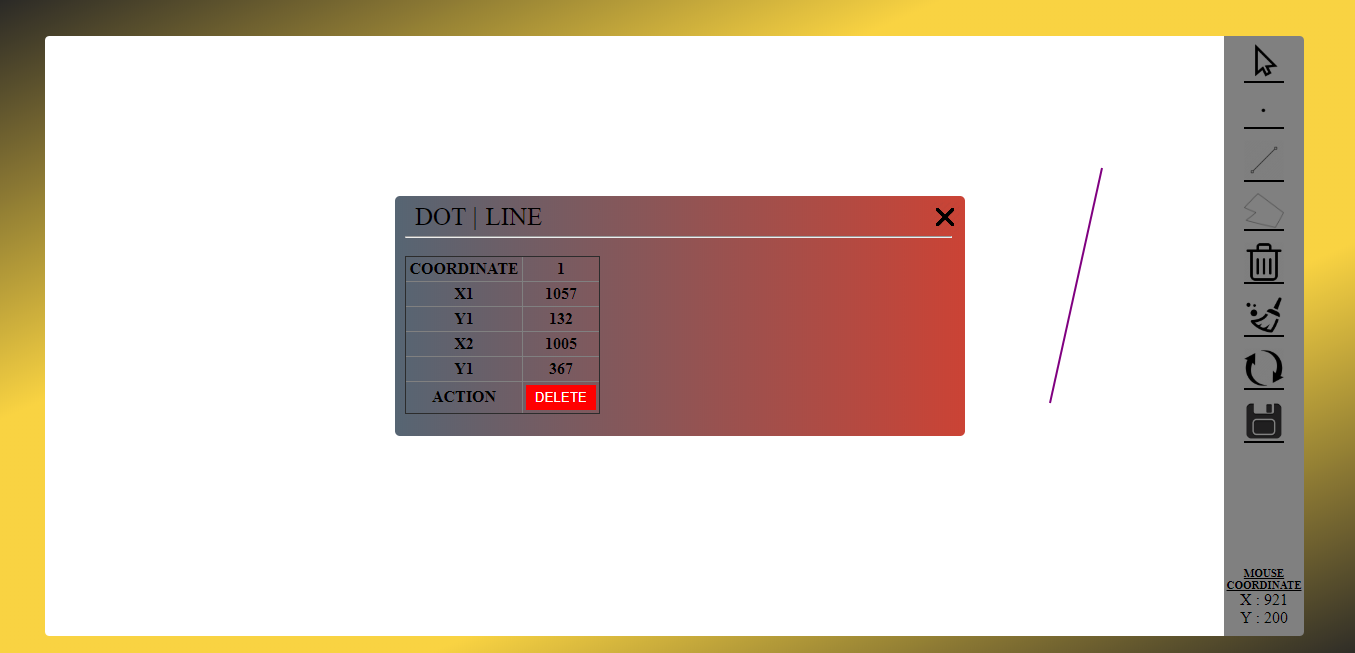 DOT | LINE
COORDINATE 1
X1 1057
Y1 132
X2 1005
Y1 367
ACTION DELETE
MOUSE
COORDINATE
X : 921
Y : 200